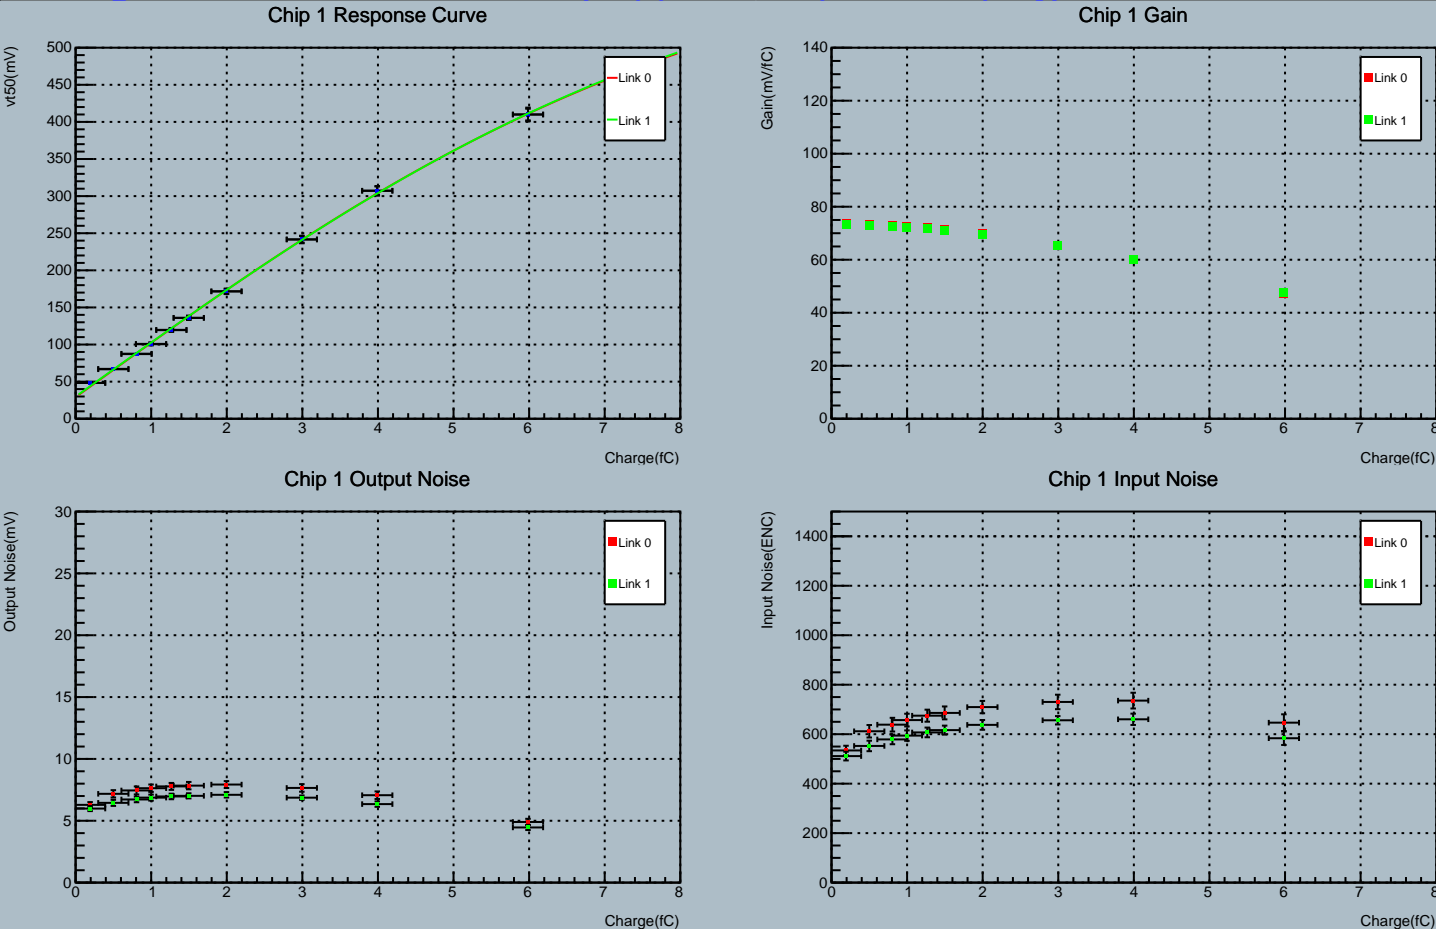 Chip 1 Response Curve
vt50(mV)
500
450
400
350
300
250
200
150
100
50
0
0 1 2 3 4 5 6 7 8
Charge(fC)
Link 0
Link 1
Chip 1 Gain
Gain(mV/fC)
140
120
100
80
60
40
20
0
0 1 2 3 4 5 6 7 8
Charge(fC)
Link 0
Link 1
Chip 1 Output Noise
Output Noise(mV)
30
25
20
15
10
5
0
0 1 2 3 4 5 6 7 8
Charge(fC)
Link 0
Link 1
Chip 1 Input Noise
Input Noise(ENC)
1400
1200
1000
800
600
400
200
0
0 1 2 3 4 5 6 7 8
Charge(fC)
Link 0
Link 1